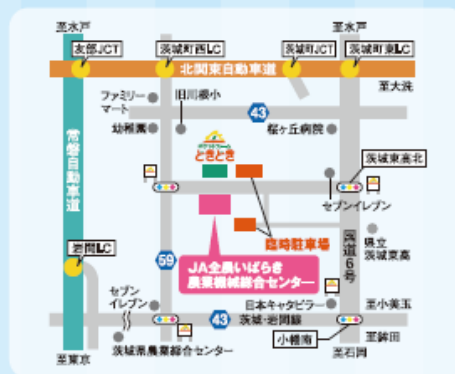 至水戸
至水戸
友部JCT
茨城町西I.C
茨城町JCT
茨城町東I.C
北関東自動車道
至大洗
ファミリー
マート
旧川根小
43
幼稚園
桜ヶ丘病院
常磐自動車道
ときとき
茨城東高北
セブンイレブン
臨時駐車場
国道6号
県立
茨城東高
岩間I.C
59
JA全農いばらき
農業機械総合センター
セブン
イレブン
日本キャタピラー
至小美玉
43
茨城・岩間線
小幡南
至鉾田
茨城県農業総合センター
至東京
至石岡